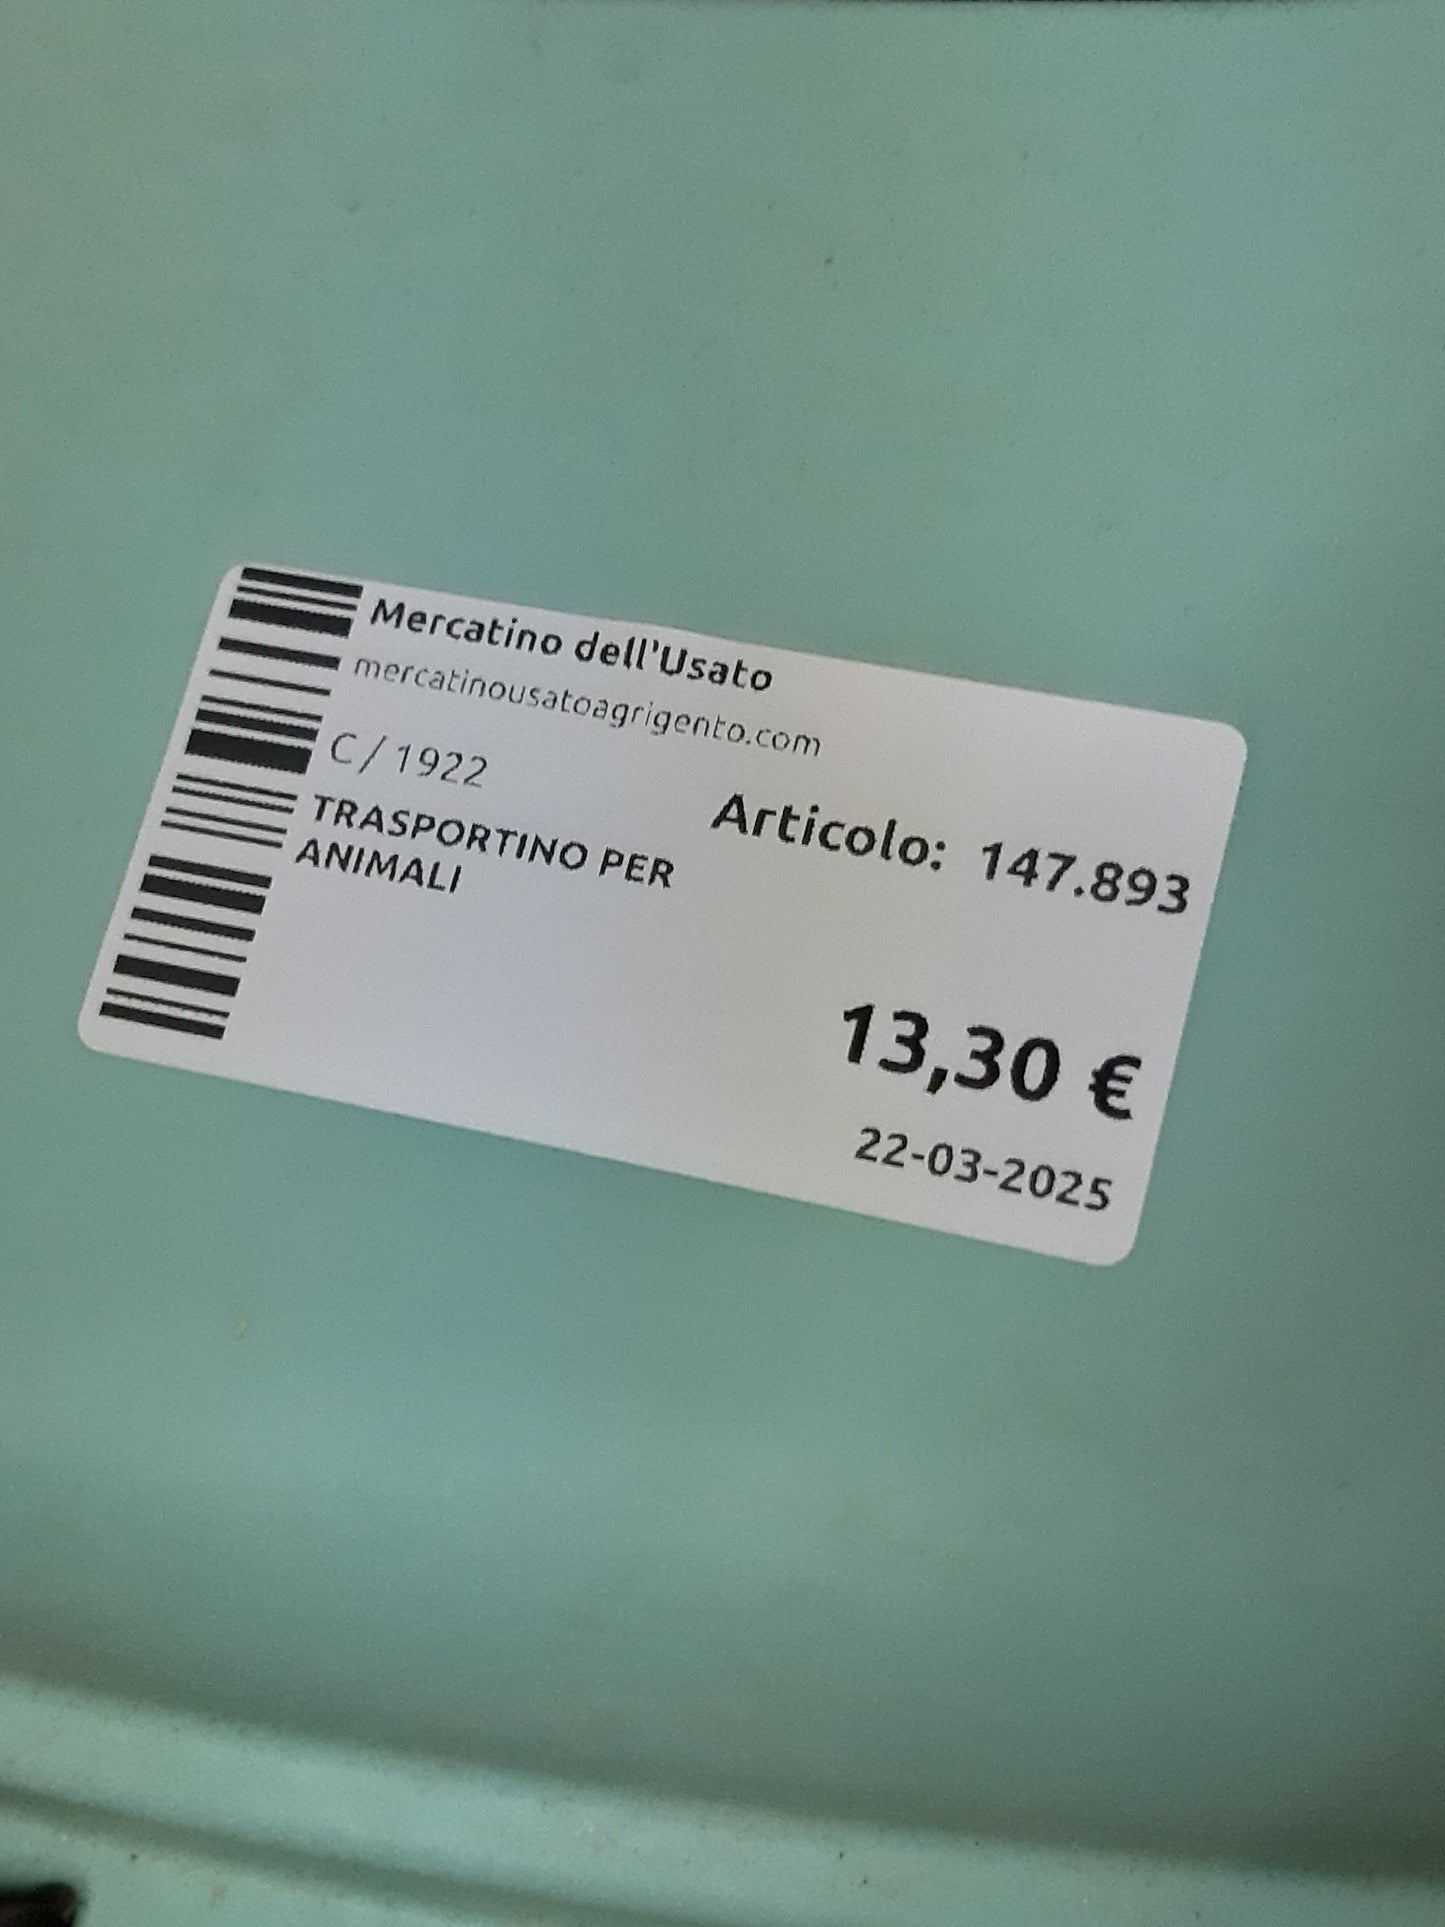 Mercatino dell'Usato
mercatinousatoagrigento.com
C / 1922
Articolo: 147.893
TRASPORTINO PER
ANIMALI
13,30 €
22-03-2025